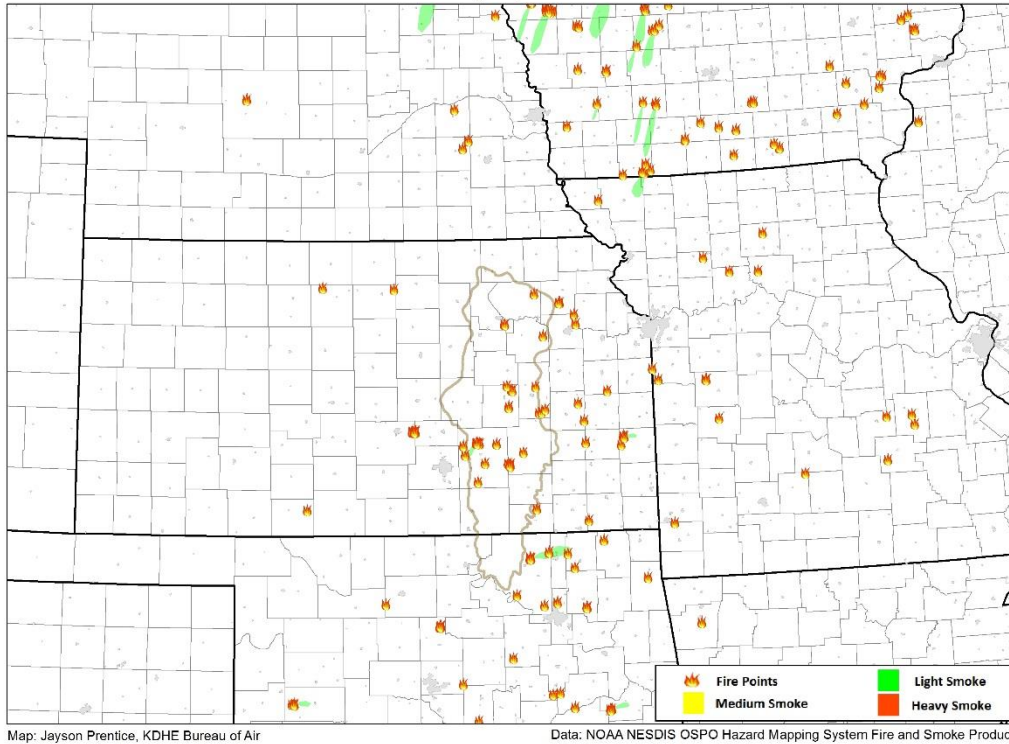 Fire Points
Light Smoke
Medium Smoke
Heavy Smoke
Map: Jayson Prentice, KDHE Bureau of Air
Data: NOAA NESDIS OSPO Hazard Mapping System Fire and Smoke Produc